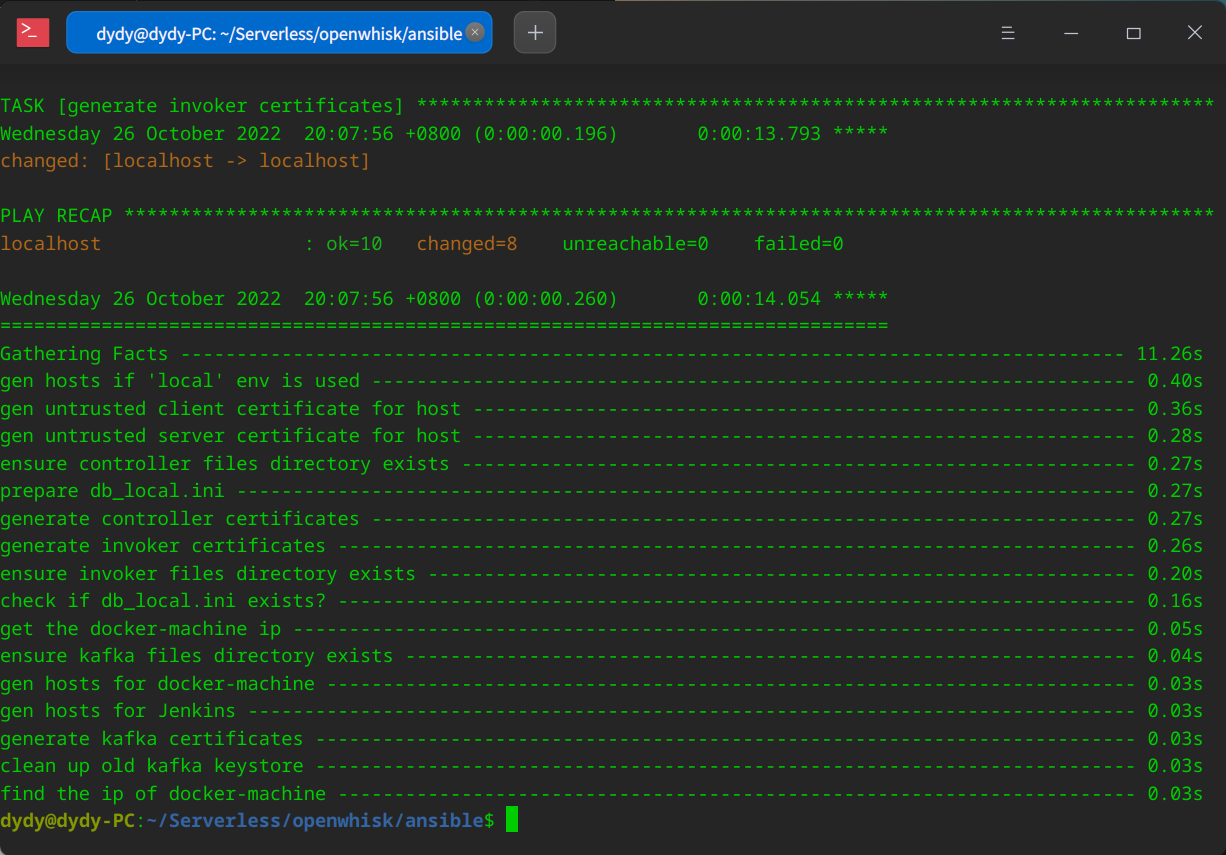 dydy@dydy-PC: ~/Serverless/openwhisk/ansible
TASK [generate invoker certificates] ***********************************************************************
Wednesday 26 October 2022  20:07:56 +0800 (0:00:00.196)       0:00:13.793 *****
changed: [localhost -> localhost]
PLAY RECAP *************************************************************************************************
localhost                  : ok=10   changed=8    unreachable=0    failed=0
Wednesday 26 October 2022  20:07:56 +0800 (0:00:00.260)       0:00:14.054 *****
===============================================================================
Gathering Facts ------------------------------------------------------------------------------------ 11.26s
gen hosts if 'local' env is used -------------------------------------------------------------------- 0.40s
gen untrusted client certificate for host ----------------------------------------------------------- 0.36s
gen untrusted server certificate for host ----------------------------------------------------------- 0.28s
ensure controller files directory exists ------------------------------------------------------------ 0.27s
prepare db_local.ini -------------------------------------------------------------------------------- 0.27s
generate controller certificates -------------------------------------------------------------------- 0.27s
generate invoker certificates ----------------------------------------------------------------------- 0.26s
ensure invoker files directory exists --------------------------------------------------------------- 0.20s
check if db_local.ini exists? ----------------------------------------------------------------------- 0.16s
get the docker-machine ip --------------------------------------------------------------------------- 0.05s
ensure kafka files directory exists ----------------------------------------------------------------- 0.04s
gen hosts for docker-machine ------------------------------------------------------------------------ 0.03s
gen hosts for Jenkins ------------------------------------------------------------------------------- 0.03s
generate kafka certificates ------------------------------------------------------------------------- 0.03s
clean up old kafka keystore ------------------------------------------------------------------------- 0.03s
find the ip of docker-machine ----------------------------------------------------------------------- 0.03s
dydy@dydy-PC:~/Serverless/openwhisk/ansible$